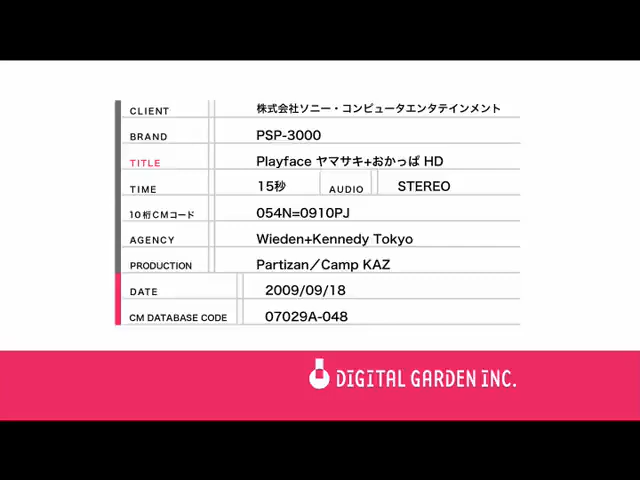 CLIENT 株式会社ソニー・コンピュータエンタテインメント
BRAND PSP-3000
TITLE Playface ヤマサキ+おかっぱ HD
TIME 15秒 AUDIO STEREO
10桁CMコード 054N=0910PJ
AGENCY Wieden+Kennedy Tokyo
PRODUCTION Partizan／Camp KAZ
DATE 2009/09/18
CM DATABASE CODE 07029A-048
DIGITAL GARDEN INC.